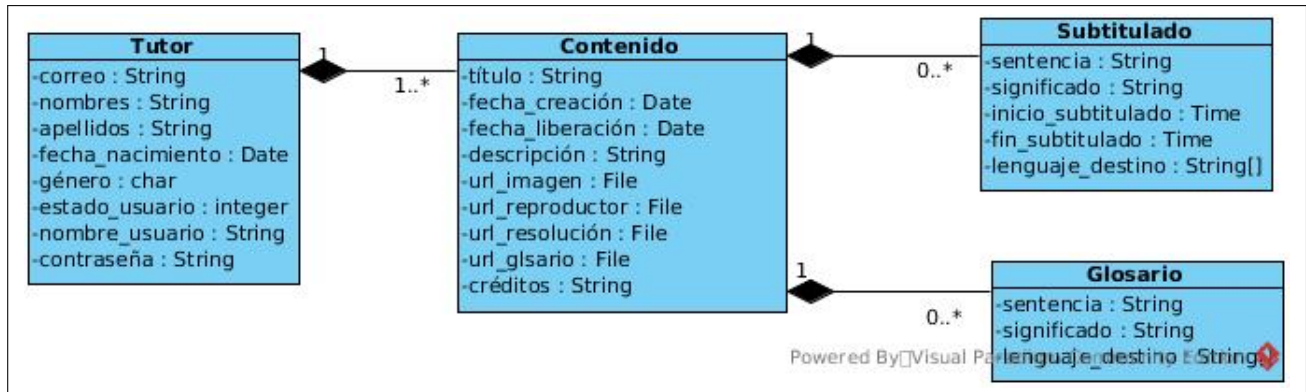 Tutor
-correo : String
-nombres : String
-apellidos : String
-fecha_nacimiento : Date
-género : char
-estado_usuario : integer
-nombre_usuario : String
-contraseña : String
1
1..*
Contenido
-título : String
-fecha_creación : Date
-fecha_liberación : Date
-descripción : String
-url_imagen : File
-url_reproductor : File
-url_resolución : File
-url_glsario : File
-créditos : String
1
0..*
Subtitulado
-sentencia : String
-significado : String
-inicio_subtitulado : Time
-fin_subtitulado : Time
-lenguaje_destino : String[]
1
0..*
Glosario
-sentencia : String
-significado : String
-lenguaje_destino : String[]
Powered By Visual